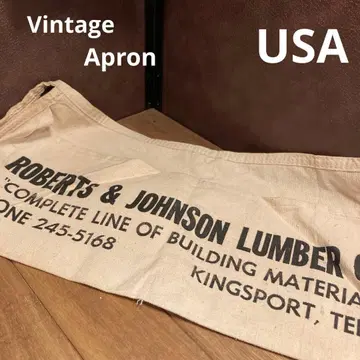 Vintage
Apron
USA
ROBERTS & JOHNSON LUMBER
"COMPLETE LINE OF BUILDING MATERIA
ONE 245-5168
KINGSPORT, TE